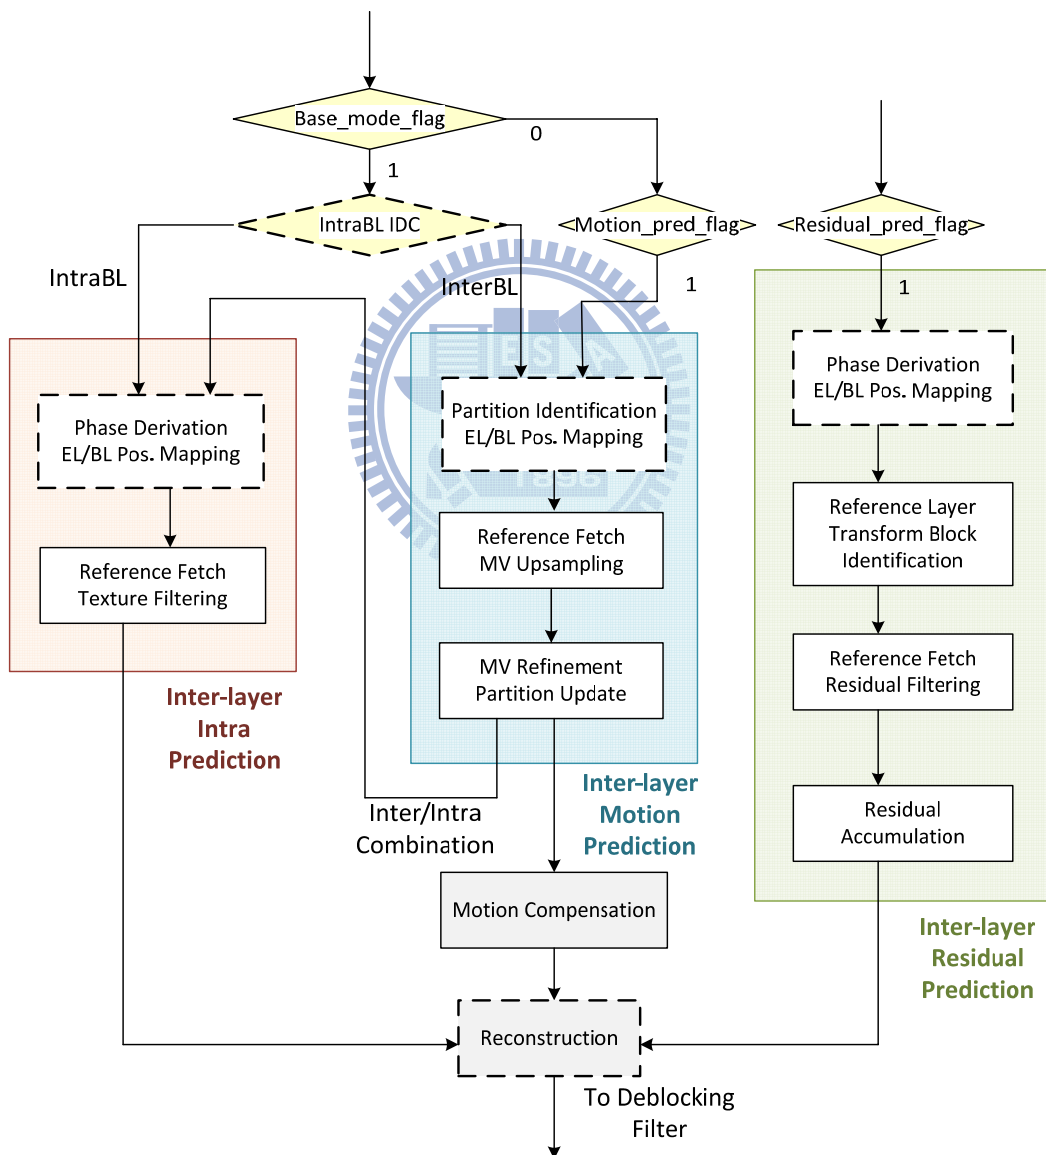 Base_mode_flag
0
1
IntraBL IDC
Motion_pred_flag
Residual_pred_flag
IntraBL
InterBL
1
1
Phase Derivation
EL/BL Pos. Mapping
Reference Fetch
Texture Filtering
Inter-layer
Intra
Prediction
ESA
Partition Identification
EL/BL Pos. Mapping
1896
Reference Fetch
MV Upsampling
MV Refinement
Partition Update
Inter-layer
Motion
Prediction
Inter/Intra
Combination
Phase Derivation
EL/BL Pos. Mapping
Reference Layer
Transform Block
Identification
Reference Fetch
Residual Filtering
Residual
Accumulation
Inter-layer
Residual
Prediction
Motion Compensation
Reconstruction
To Deblocking
Filter